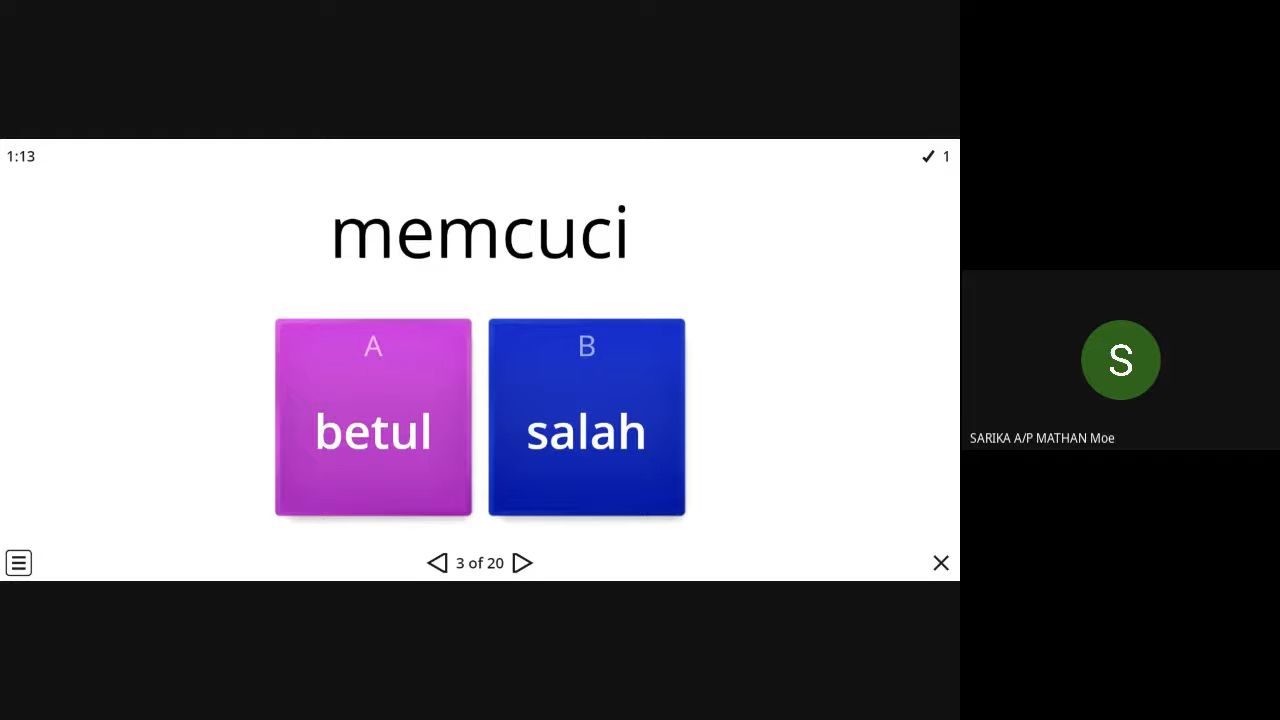 1:13
✓ 1
memcuci
A
betul
B
salah
3 of 20
S
SARIKA A/P MATHAN Moe